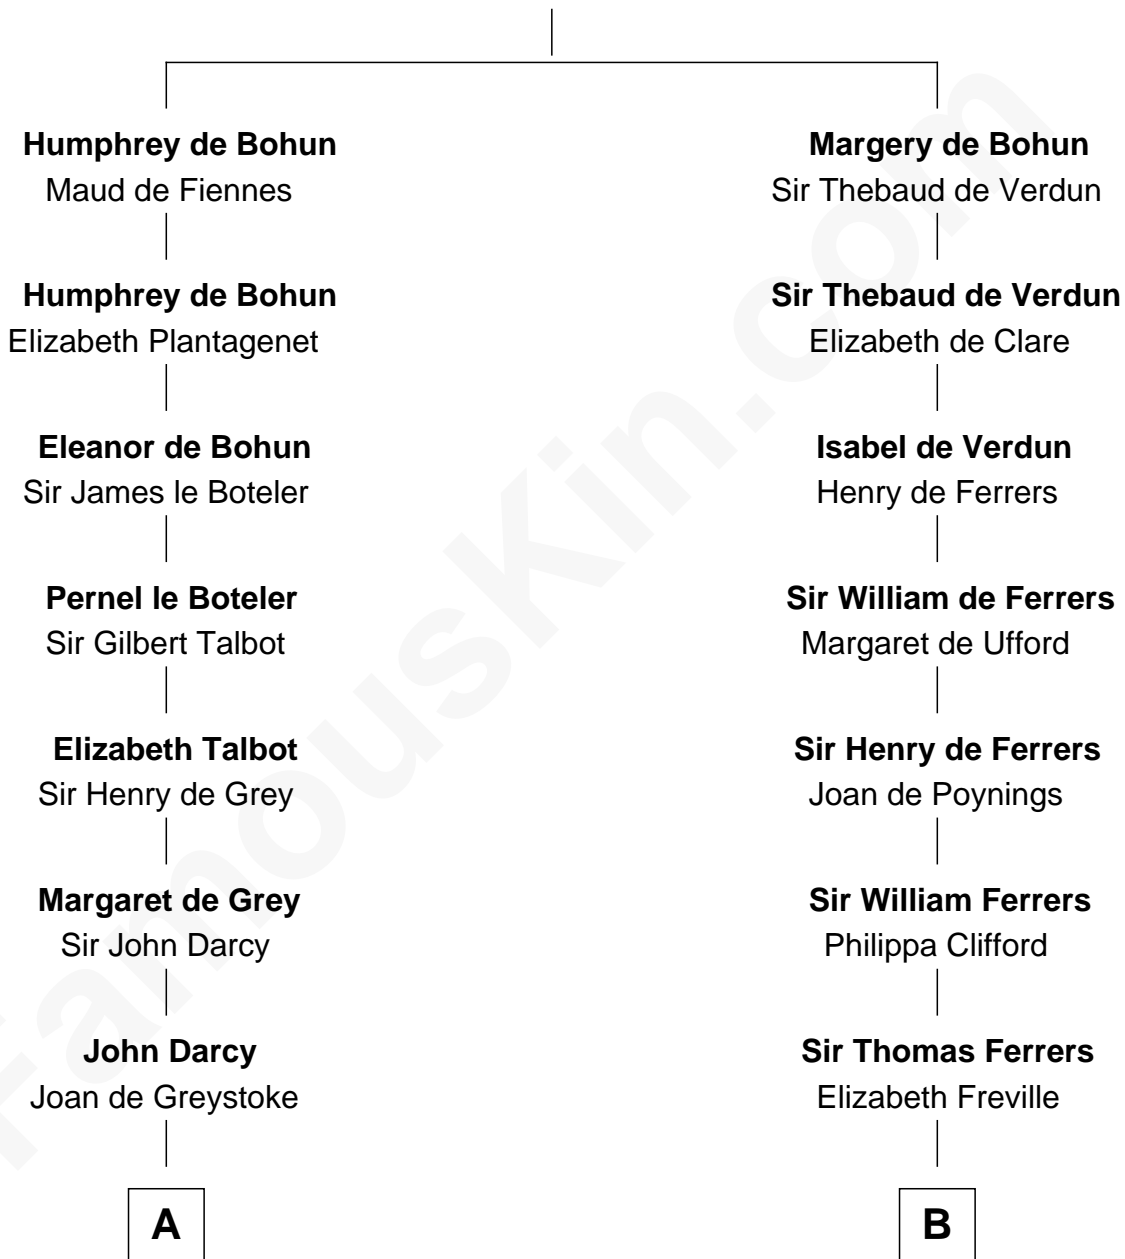 Humphrey de Bohun
Maud de Fiennes
Margery de Bohun
Sir Thebaud de Verdun
Humphrey de Bohun
Elizabeth Plantagenet
Sir Thebaud de Verdun
Elizabeth de Clare
Eleanor de Bohun
Sir James le Boteler
Isabel de Verdun
Henry de Ferrers
Pernel le Boteler
Sir Gilbert Talbot
Sir William de Ferrers
Margaret de Ufford
Elizabeth Talbot
Sir Henry de Grey
Sir Henry de Ferrers
Joan de Poynings
Margaret de Grey
Sir John Darcy
Sir William Ferrers
Philippa Clifford
John Darcy
Joan de Greystoke
Sir Thomas Ferrers
Elizabeth Freville
A
B
FamousKin.com